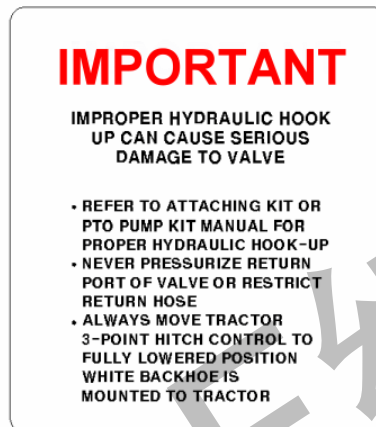 IMPORTANT
IMPROPER HYDRAULIC HOOK
UP CAN CAUSE SERIOUS
DAMAGE TO VALVE
• REFER TO ATTACHING KIT OR
PTO PUMP KIT MANUAL FOR
PROPER HYDRAULIC HOOK-UP
• NEVER PRESSURIZE RETURN
PORT OF VALVE OR RESTRICT
RETURN HOSE
• ALWAYS MOVE TRACTOR
3-POINT HITCH CONTROL TO
FULLY LOWERED POSITION
WHITE BACKHOE IS
MOUNTED TO TRACTOR